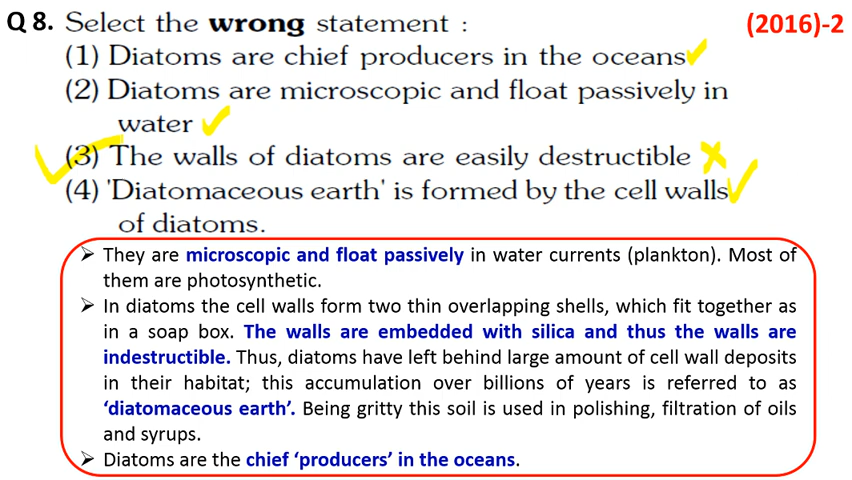 Q 8. Select the wrong statement : (2016)-2
(1) Diatoms are chief producers in the oceans
(2) Diatoms are microscopic and float passively in
water
(3) The walls of diatoms are easily destructible
(4) 'Diatomaceous earth' is formed by the cell walls
of diatoms.
➢ They are microscopic and float passively in water currents (plankton). Most of
them are photosynthetic.
➢ In diatoms the cell walls form two thin overlapping shells, which fit together as
in a soap box. The walls are embedded with silica and thus the walls are
indestructible. Thus, diatoms have left behind large amount of cell wall deposits
in their habitat; this accumulation over billions of years is referred to as
‘diatomaceous earth’. Being gritty this soil is used in polishing, filtration of oils
and syrups.
➢ Diatoms are the chief ‘producers’ in the oceans.